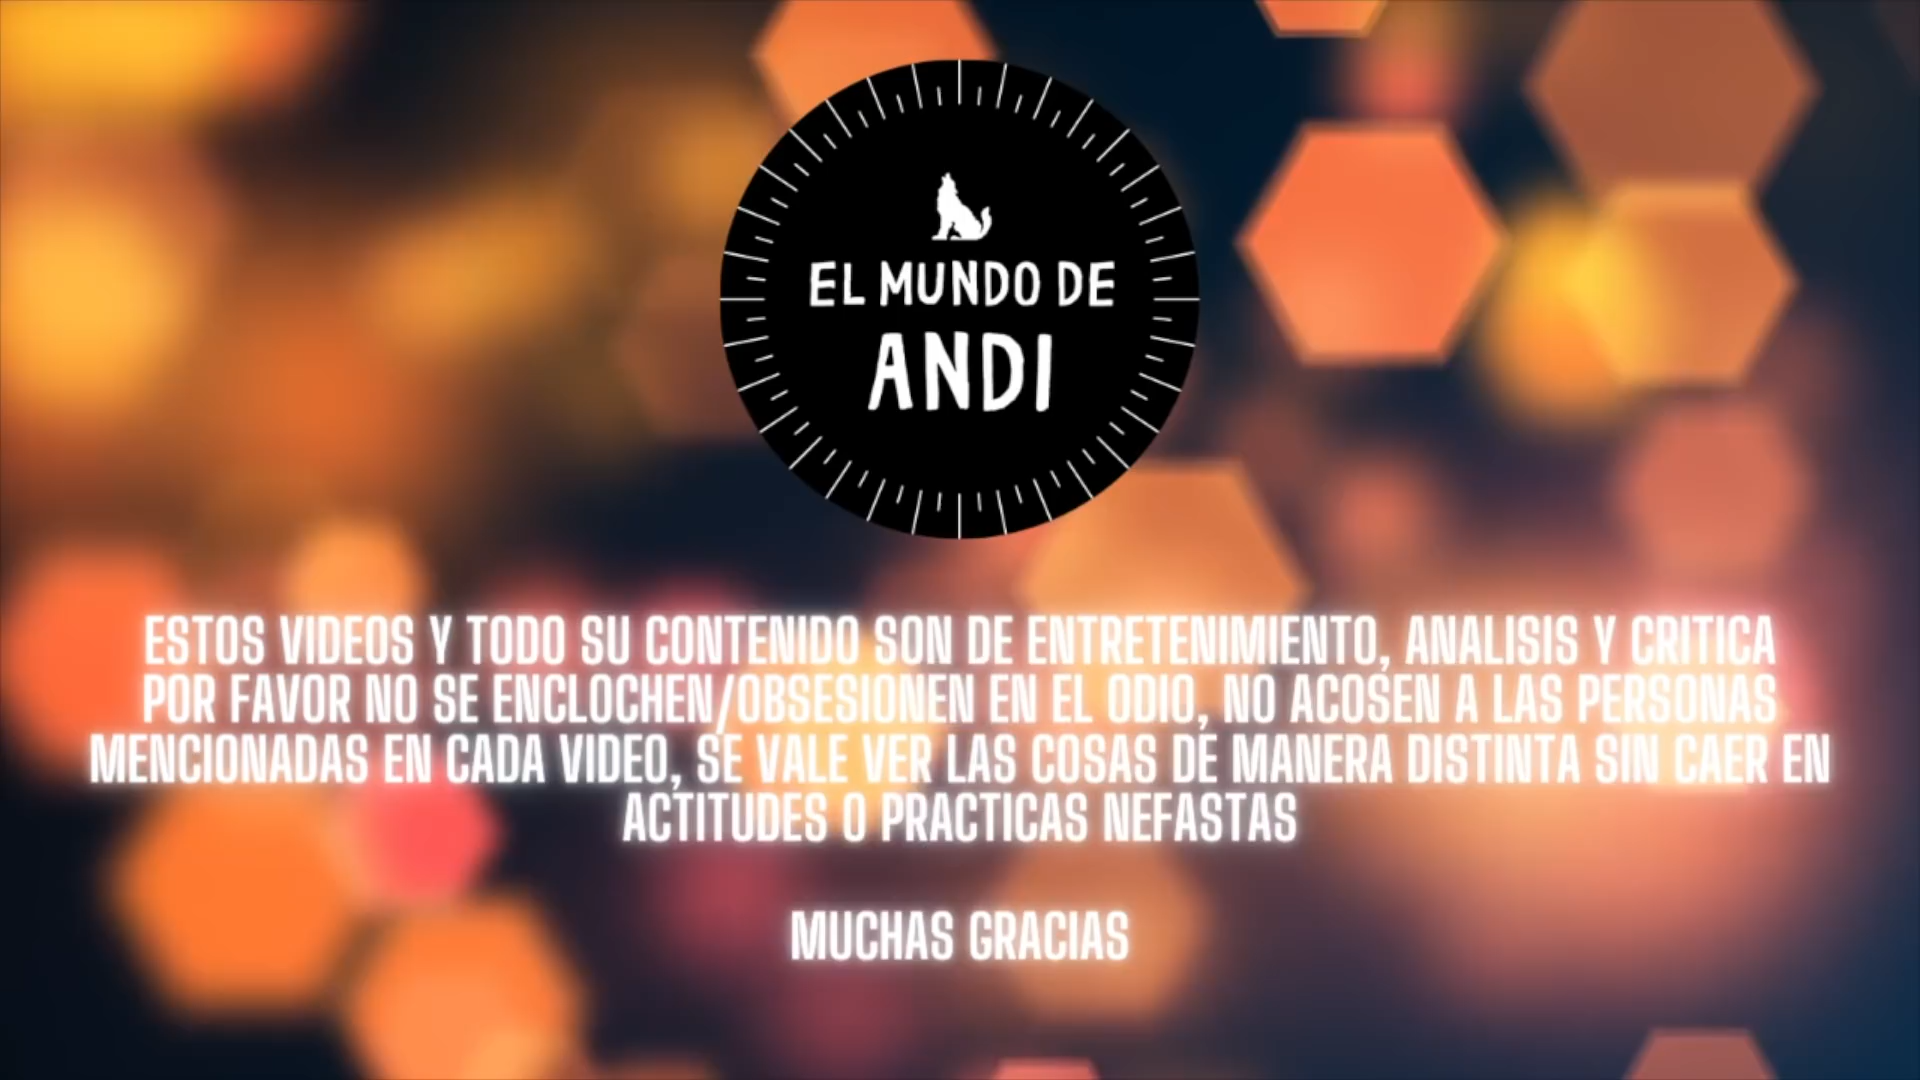 EL MUNDO DE
ANDI
ESTOS VIDEOS Y TODO SU CONTENIDO SON DE ENTRETENIMIENTO, ANALISIS Y CRITICA
POR FAVOR NO SE ENCLOCHEN/OBSESIONEN EN EL ODIO, NO ACOSEN A LAS PERSONAS
MENCIONADAS EN CADA VIDEO, SE VALE VER LAS COSAS DE MANERA DISTINTA SIN CAER EN
ACTITUDES O PRACTICAS NEFASTAS
MUCHAS GRACIAS